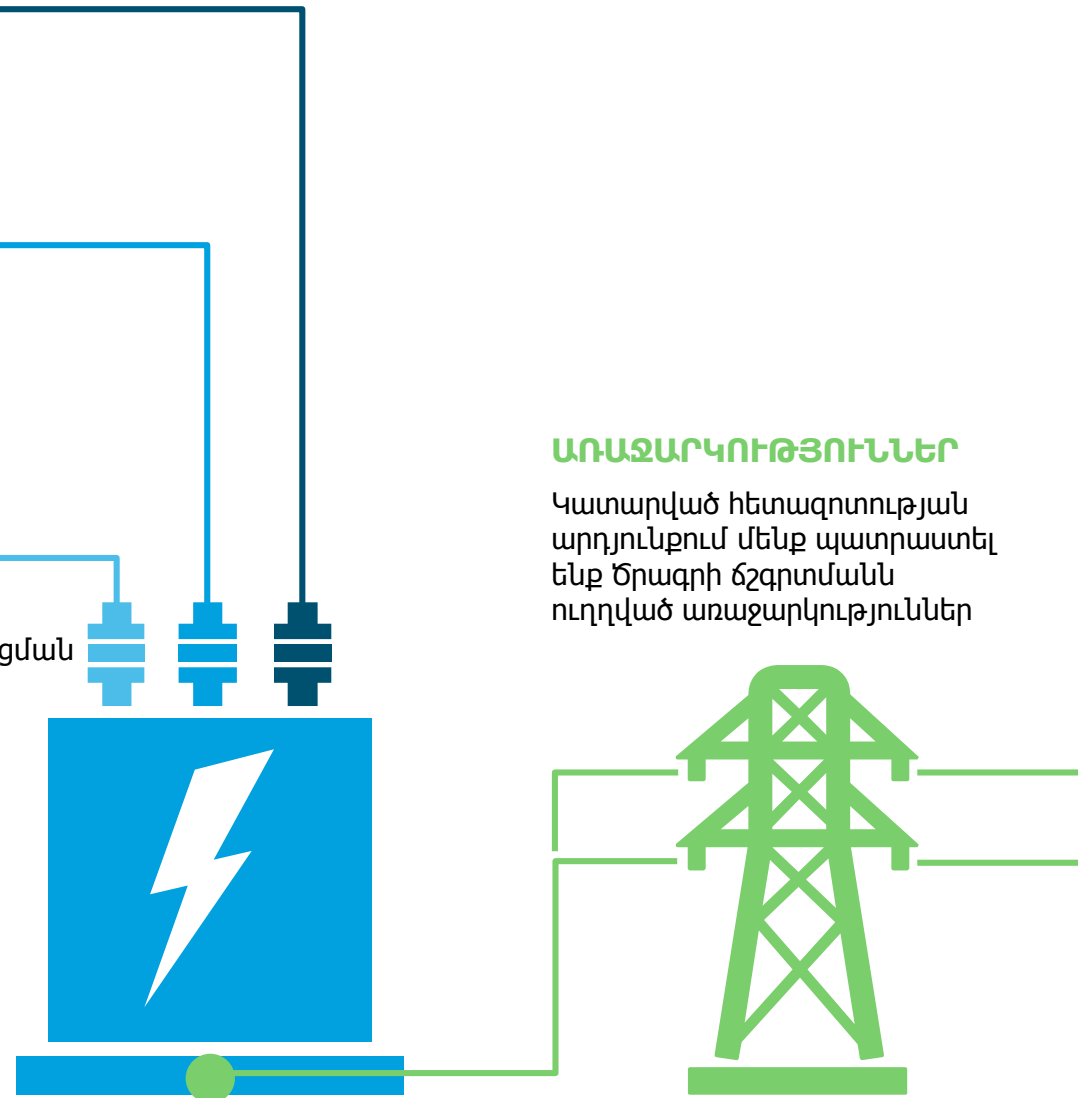 ԱՌԱՋԱՐԿՈՒԹՅՈՒՆՆԵՐ
Կատարված հետազոտության
արդյունքում մենք պատրաստել
ենք Ծրագրի ճշգրտմանն
ուղղված առաջարկություններ